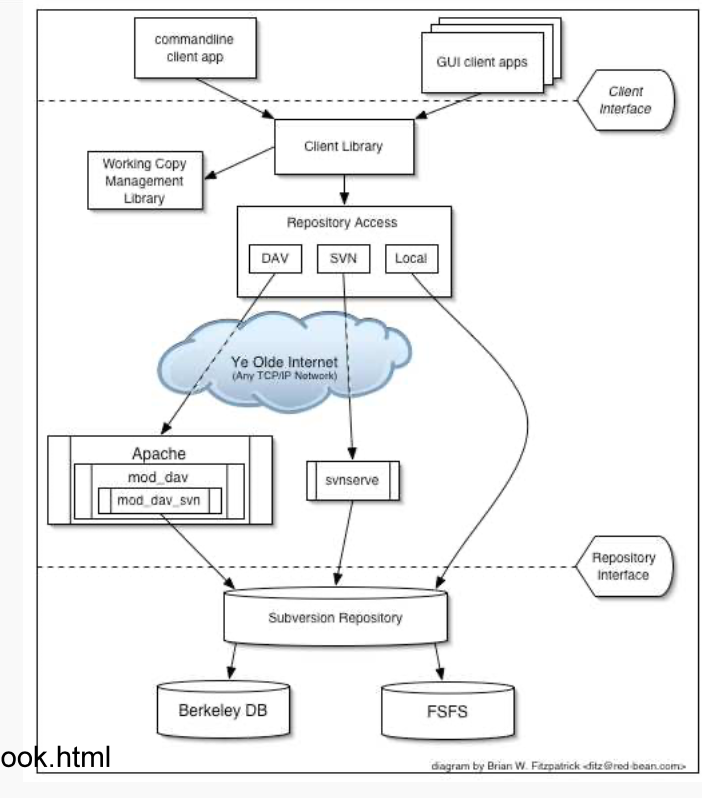 commandline
client app
GUI client apps
Client
Interface
Client Library
Working Copy
Management
Library
Repository Access
DAV
SVN
Local
Ye Olde Internet
(Any TCP/IP Network)
Apache
mod_dav
mod_dav_svn
svnserve
Repository
Interface
Subversion Repository
Berkeley DB
FSFS
ook.html
diagram by Brian W. Fitzpatrick <fitz@red-bean.com>